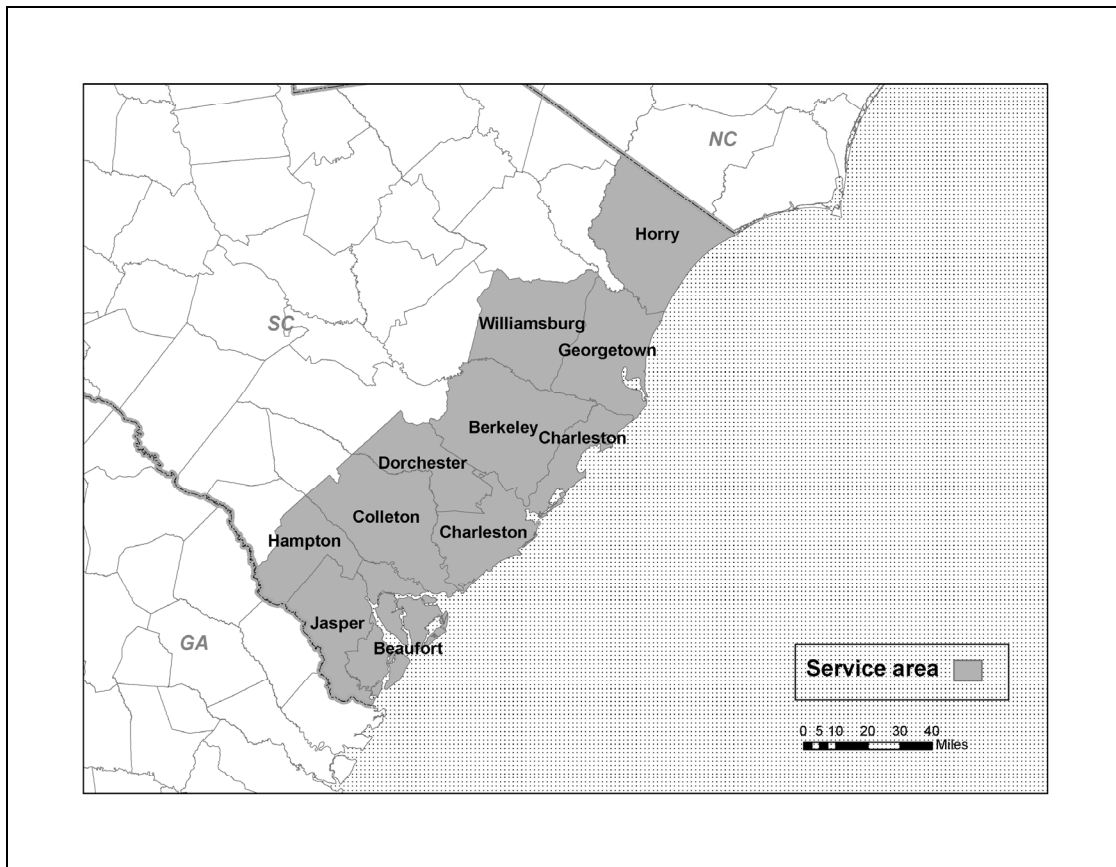 NC
Horry
SC
Williamsburg
Georgetown
Berkeley
Charleston
Dorchester
Colleton
Charleston
Hampton
Jasper
GA
Beaufort
Service area
0 5 10 20 30 40
Miles